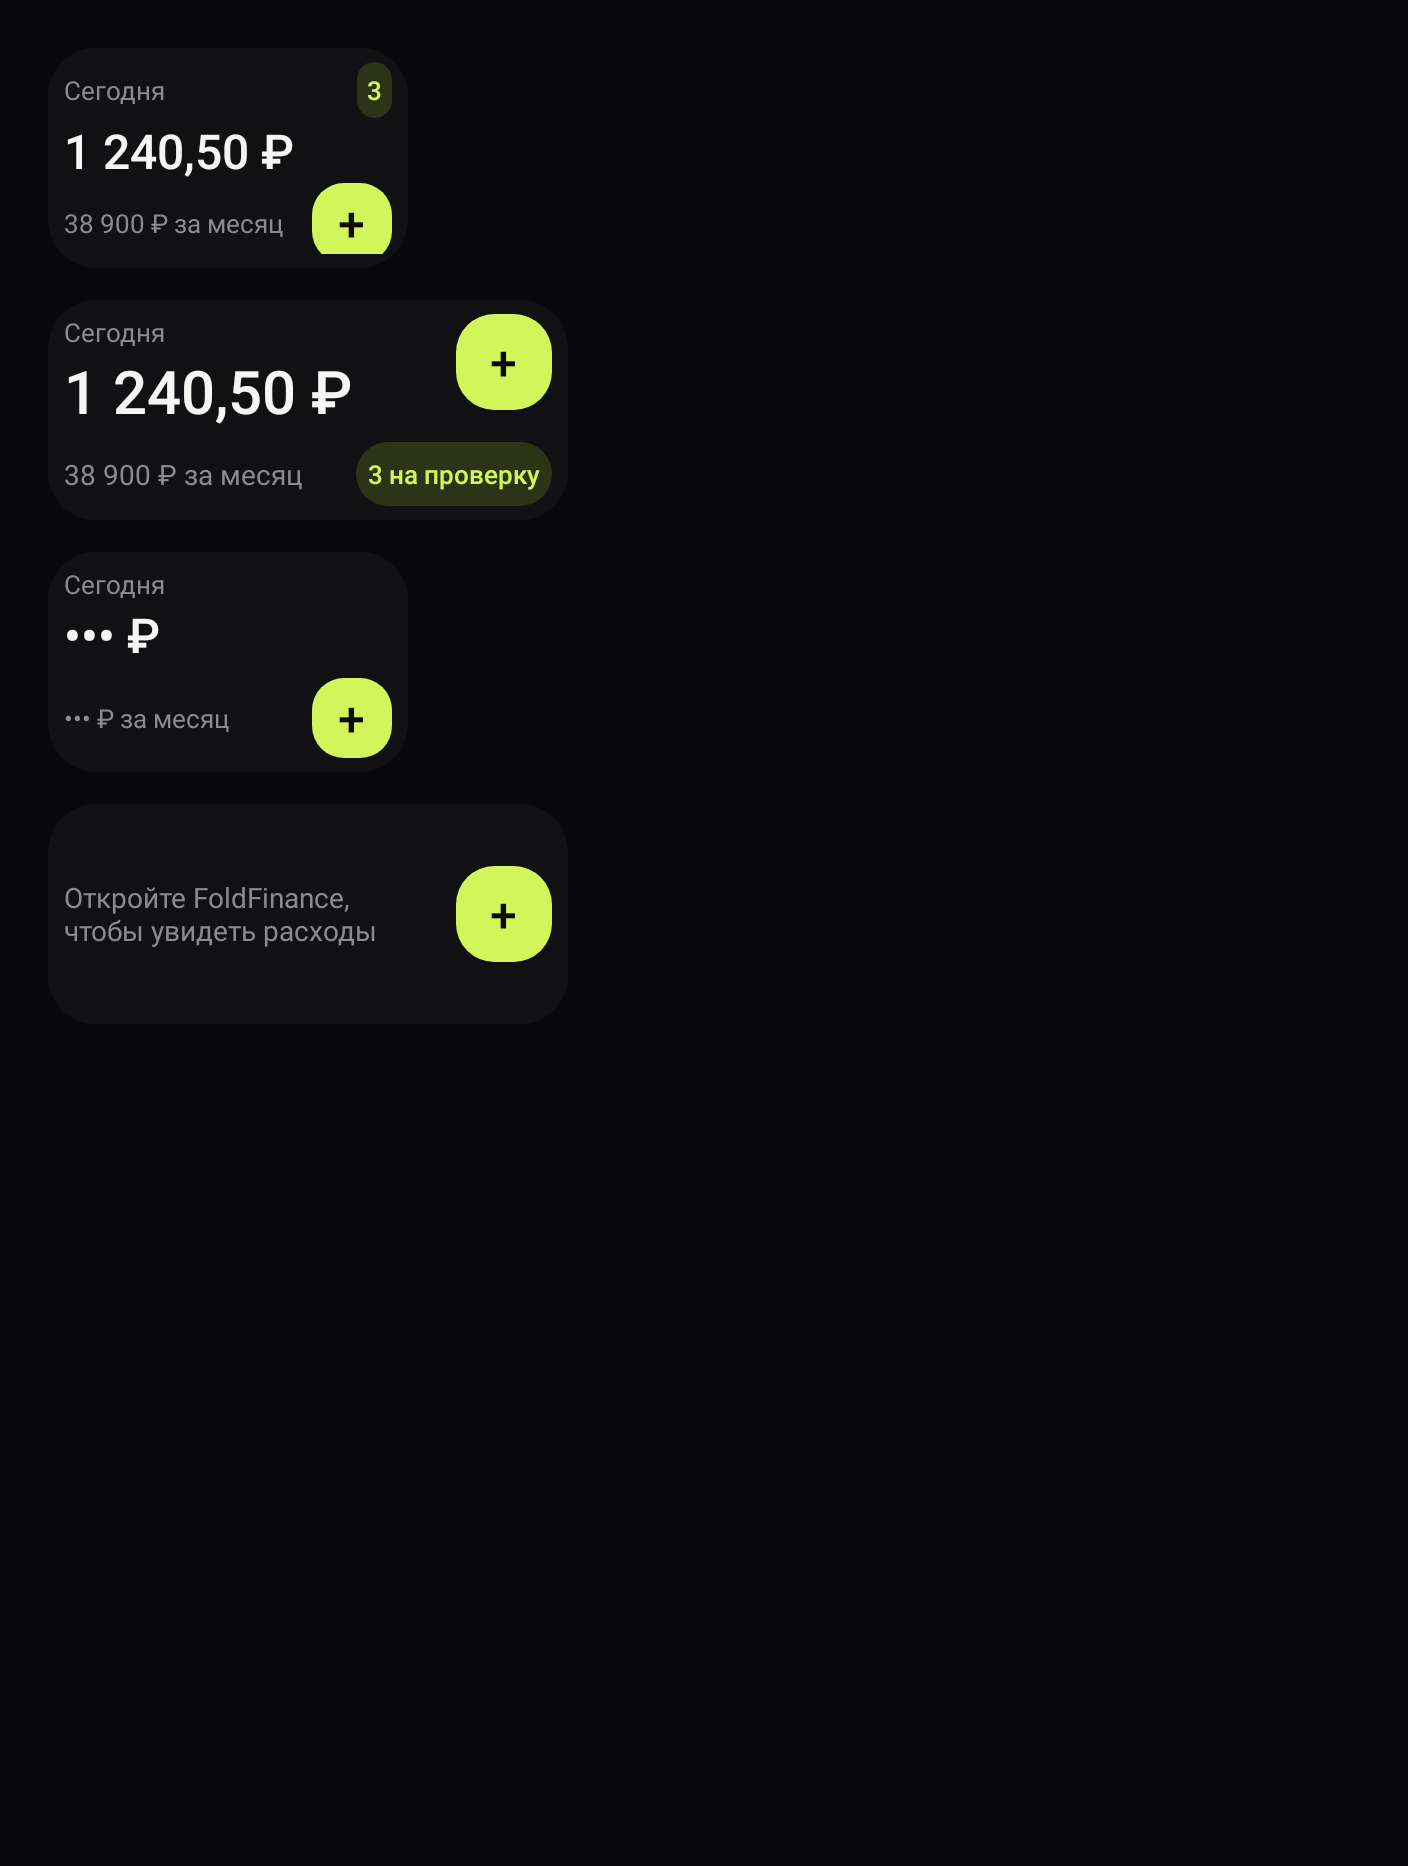 Сегодня 3
1 240,50 ₽
38 900 ₽ за месяц +
Сегодня +
1 240,50 ₽
38 900 ₽ за месяц 3 на проверку
Сегодня
••• ₽
••• ₽ за месяц +
Откройте FoldFinance, +
чтобы увидеть расходы